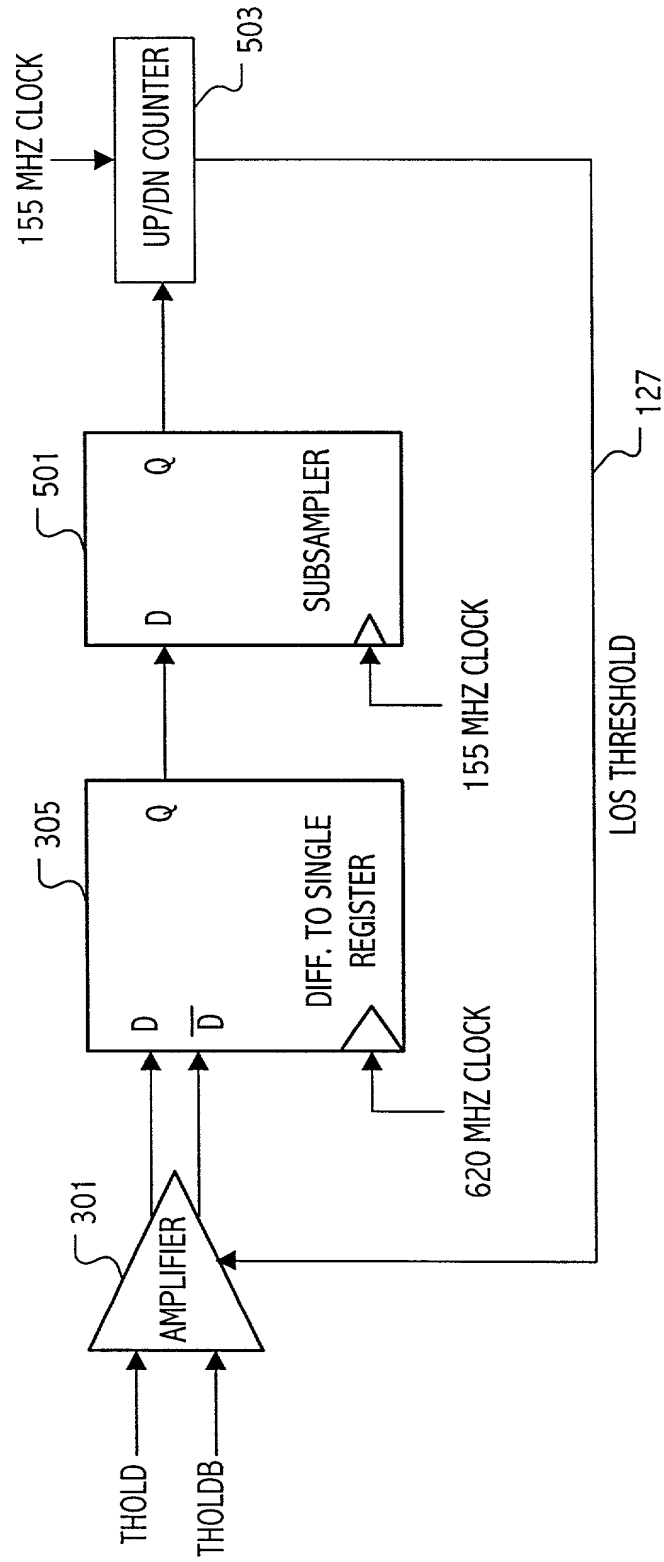 THOLD
THOLDB
301
AMPLIFIER
305
D
D
Q
DIFF. TO SINGLE
REGISTER
620 MHZ CLOCK
501
D
Q
SUBSAMPLER
155 MHZ CLOCK
155 MHZ CLOCK
UP/DN COUNTER
503
LOS THRESHOLD
127